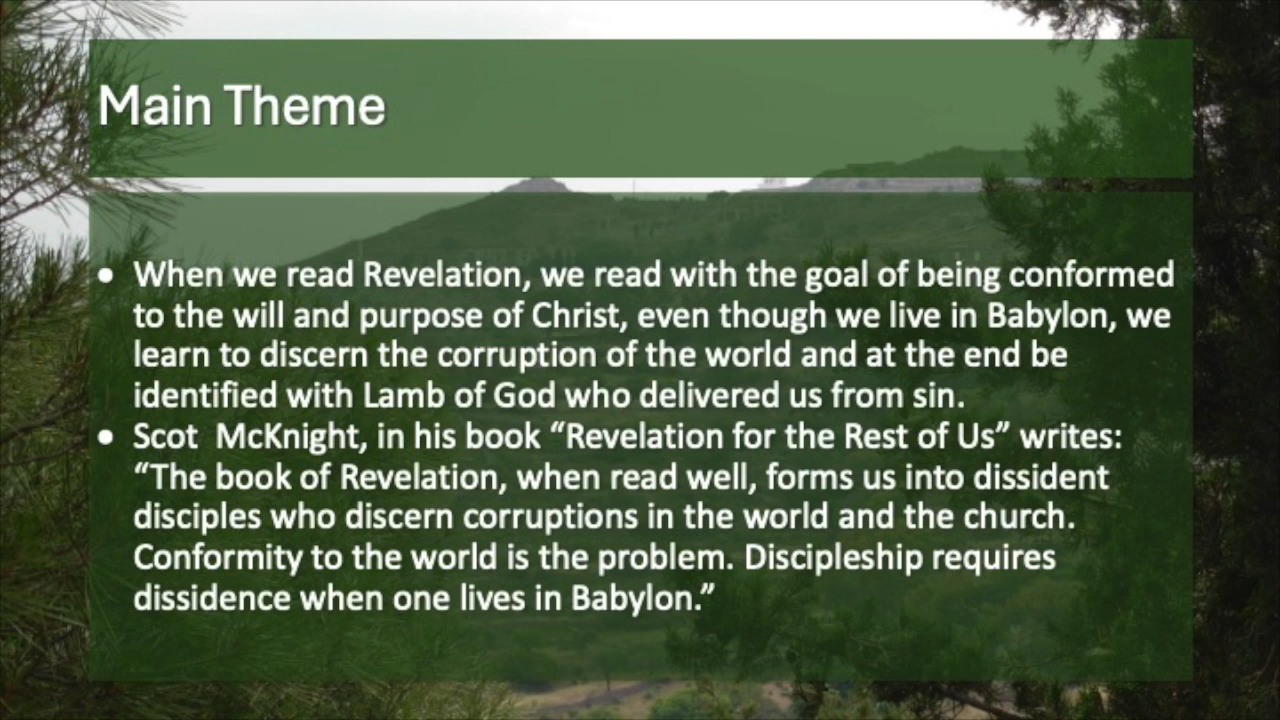 Main Theme
• When we read Revelation, we read with the goal of being conformed
to the will and purpose of Christ, even though we live in Babylon, we
learn to discern the corruption of the world and at the end be
identified with Lamb of God who delivered us from sin.
• Scot  McKnight, in his book “Revelation for the Rest of Us” writes:
“The book of Revelation, when read well, forms us into dissident
disciples who discern corruptions in the world and the church.
Conformity to the world is the problem. Discipleship requires
dissidence when one lives in Babylon.”